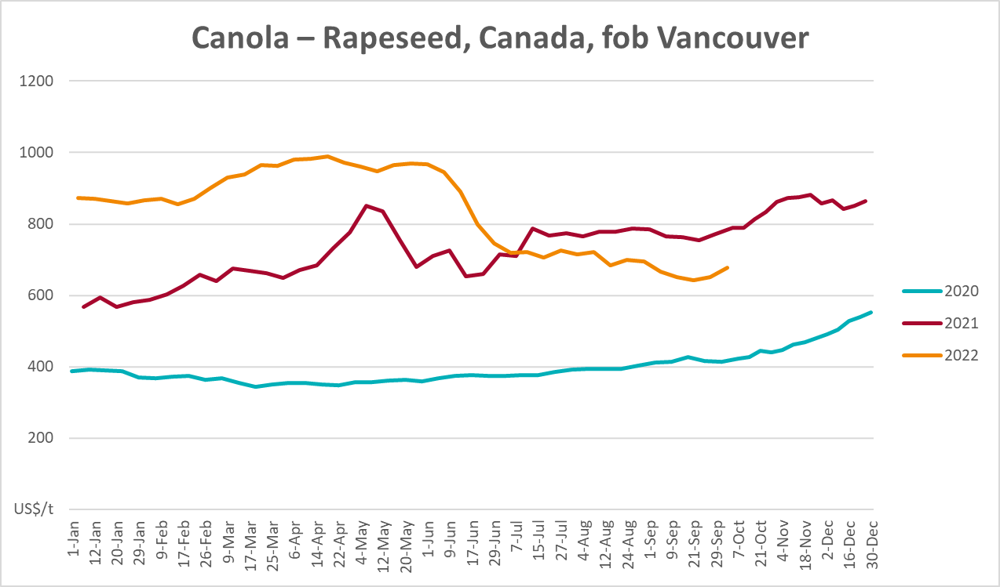 Canola – Rapeseed, Canada, fob Vancouver
1200
1000
800
600
400
200
US$/t
1-Jan
12-Jan
20-Jan
29-Jan
9-Feb
17-Feb
26-Feb
9-Mar
17-Mar
25-Mar
6-Apr
14-Apr
22-Apr
4-May
12-May
20-May
1-Jun
9-Jun
17-Jun
29-Jun
7-Jul
15-Jul
27-Jul
4-Aug
12-Aug
24-Aug
1-Sep
9-Sep
21-Sep
29-Sep
7-Oct
21-Oct
4-Nov
18-Nov
2-Dec
16-Dec
30-Dec
2020
2021
2022